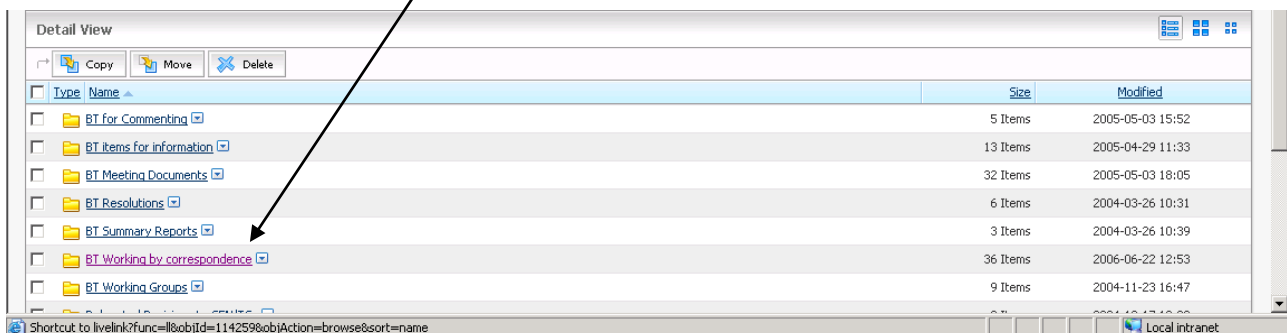 Detail View
Copy Move Delete
Type Name Size Modified
BT for Commenting 5 Items 2005-05-03 15:52
BT items for information 13 Items 2005-04-29 11:33
BT Meeting Documents 32 Items 2005-05-03 18:05
BT Resolutions 6 Items 2004-03-26 10:31
BT Summary Reports 3 Items 2004-03-26 10:39
BT Working by correspondence 36 Items 2006-06-22 12:53
BT Working Groups 9 Items 2004-11-23 16:47
Shortcut to livelink?func=ll&objId=114259&objAction=browse&sort=name Local intranet